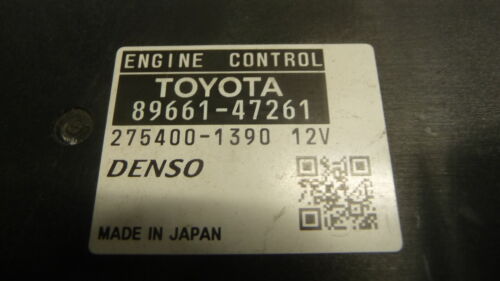 ENGINE CONTROL
TOYOTA
89661-47261
275400-1390 12V
DENSO
MADE IN JAPAN